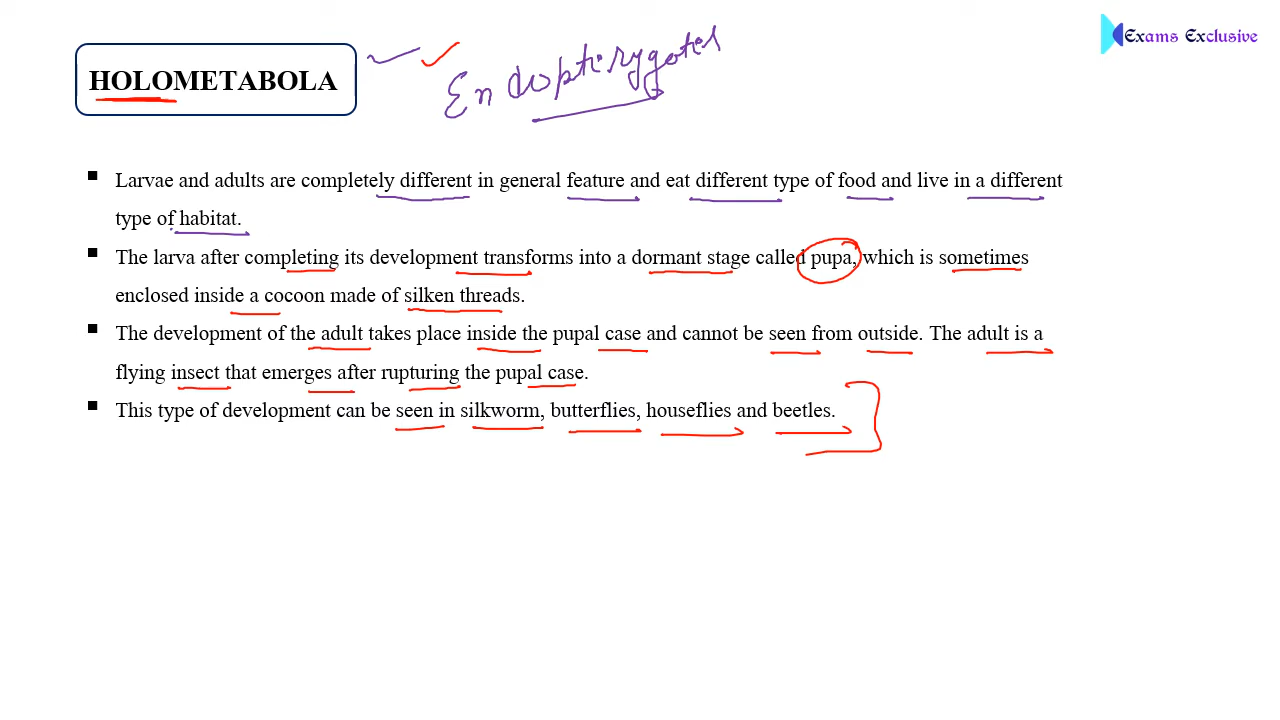 Exams Exclusive
HOLOMETABOLA
Endopterygotes
▪ Larvae and adults are completely different in general feature and eat different type of food and live in a different
type of habitat.
▪ The larva after completing its development transforms into a dormant stage called pupa, which is sometimes
enclosed inside a cocoon made of silken threads.
▪ The development of the adult takes place inside the pupal case and cannot be seen from outside. The adult is a
flying insect that emerges after rupturing the pupal case.
▪ This type of development can be seen in silkworm, butterflies, houseflies and beetles.